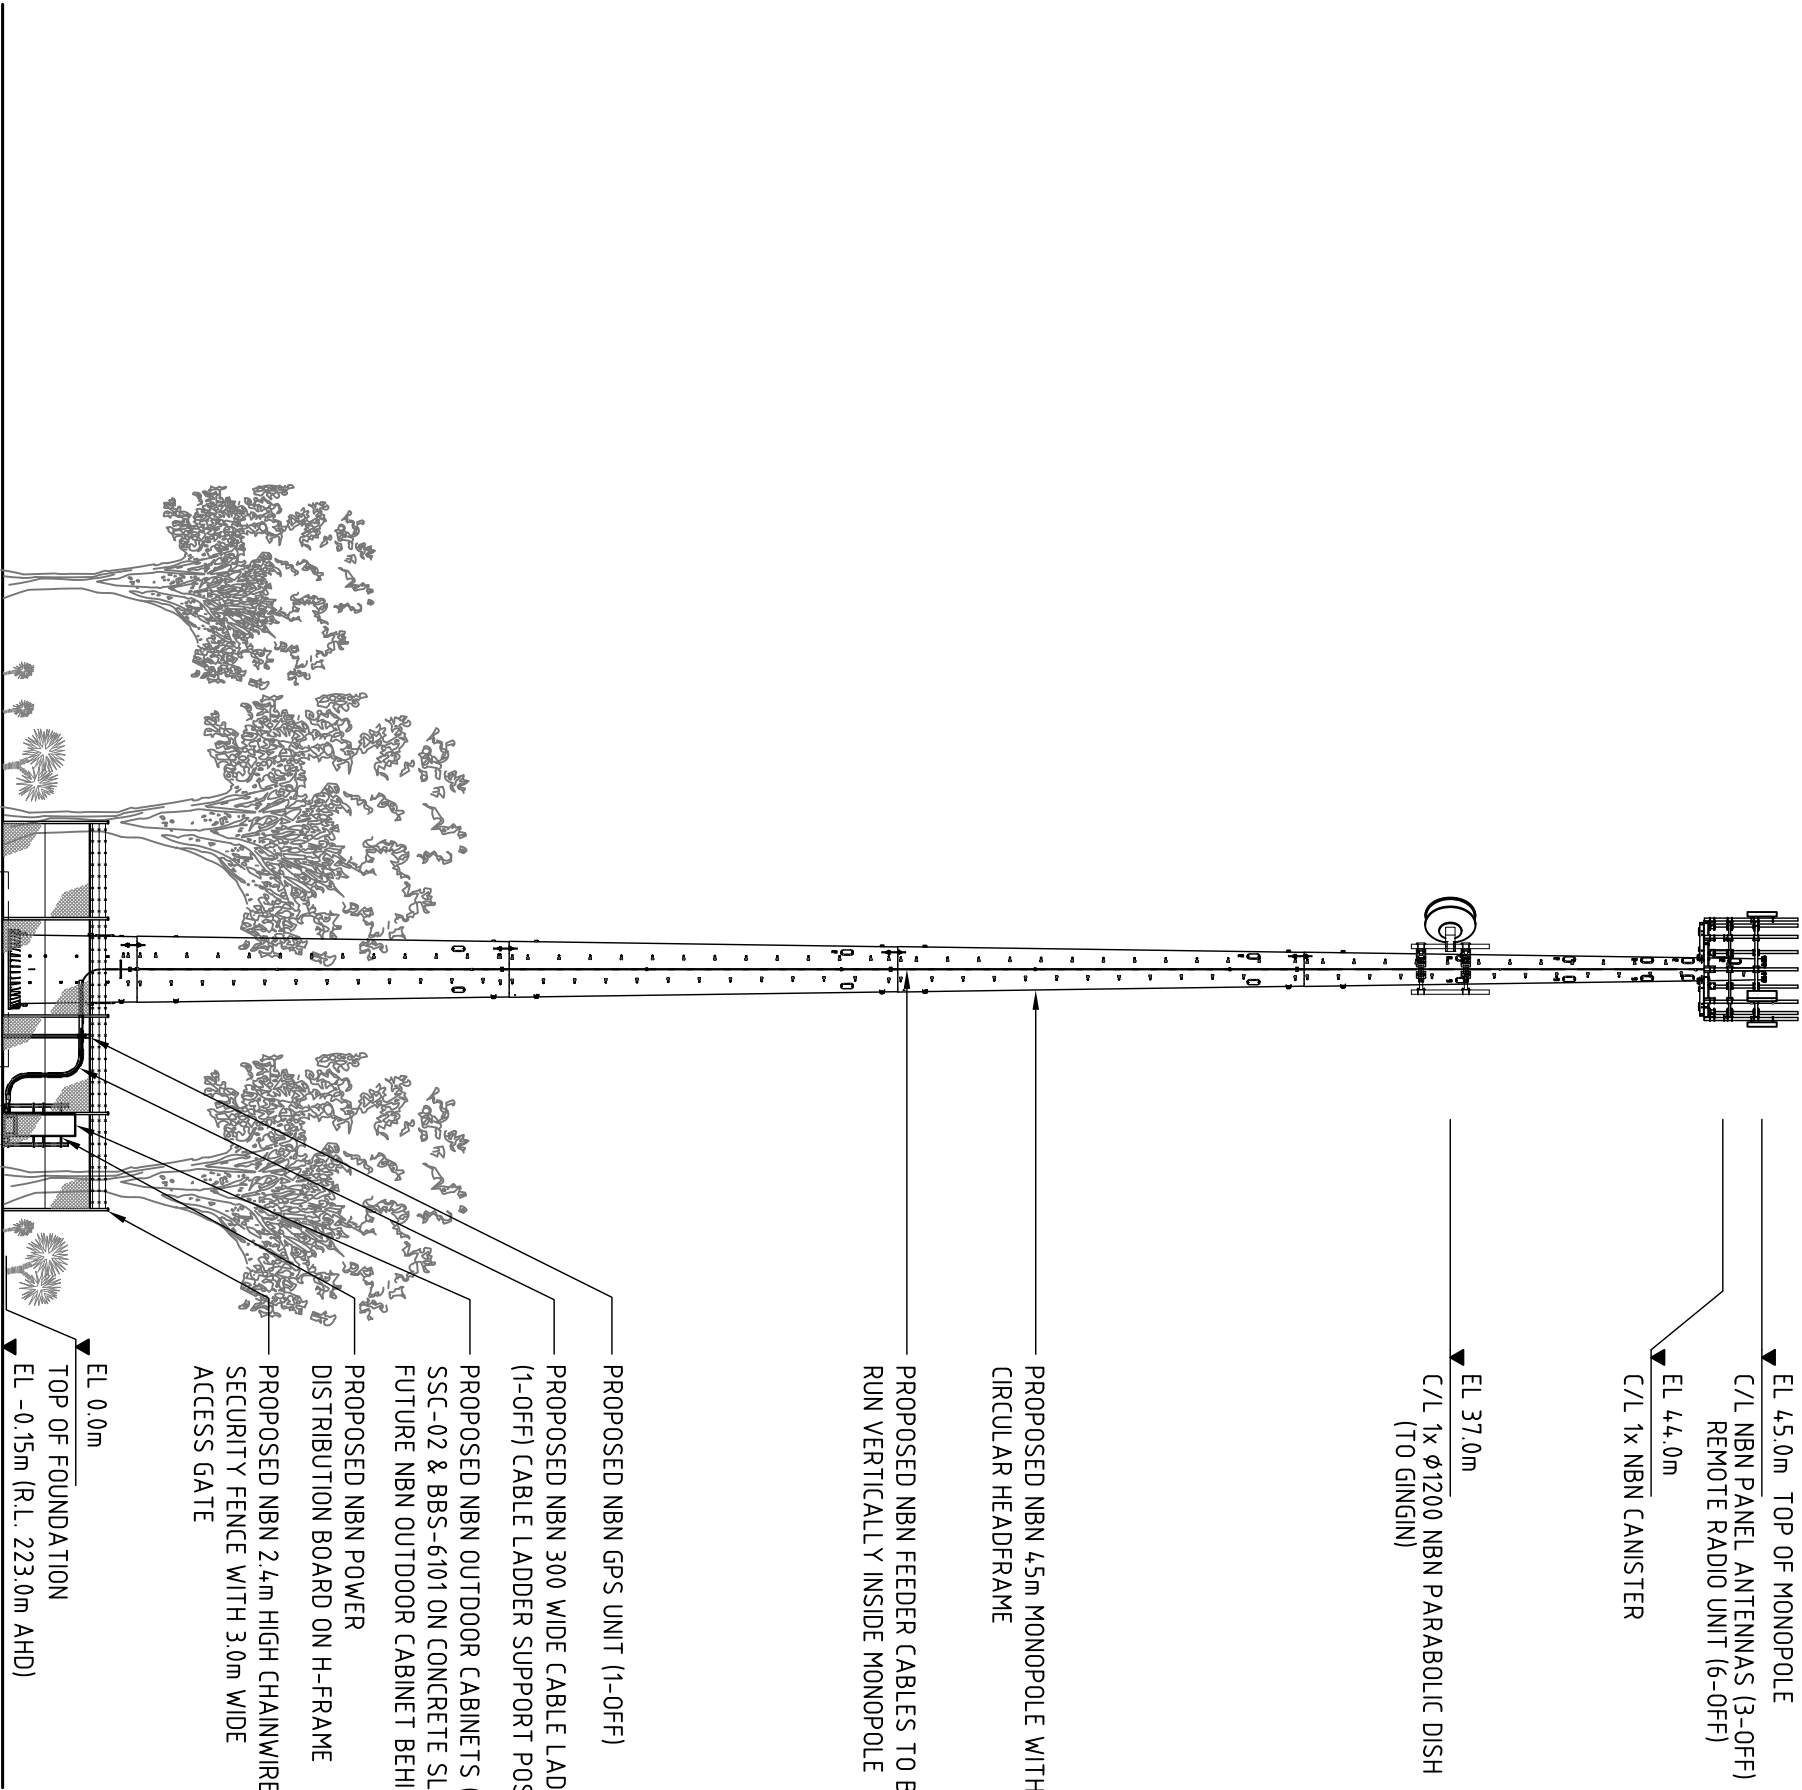 EL 45.0m TOP OF MONOPOLE
C/L NBN PANEL ANTENNAS (3-OFF)
REMOTE RADIO UNIT (6-OFF)
EL 44.0m
C/L 1x NBN CANISTER
EL 37.0m
C/L 1x Ø1200 NBN PARABOLIC DISH
(TO GINGIN)
PROPOSED NBN 45m MONOPOLE WITH
CIRCULAR HEADFRAME
PROPOSED NBN FEEDER CABLES TO B
RUN VERTICALLY INSIDE MONOPOLE
PROPOSED NBN GPS UNIT (1-OFF)
PROPOSED NBN 300 WIDE CABLE LAD
(1-OFF) CABLE LADDER SUPPORT POS
PROPOSED NBN OUTDOOR CABINETS (
SSC-02 & BBS-6101 ON CONCRETE SL
FUTURE NBN OUTDOOR CABINET BEHI
PROPOSED NBN POWER
DISTRIBUTION BOARD ON H-FRAME
PROPOSED NBN 2.4m HIGH CHAINWIRE
SECURITY FENCE WITH 3.0m WIDE
ACCESS GATE
EL 0.0m
TOP OF FOUNDATION
EL -0.15m (R.L. 223.0m AHD)